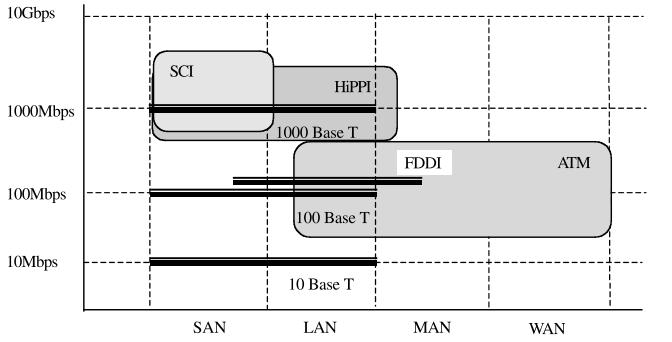 10Gbps
SCI
HiPPI
1000Mbps
1000 Base T
FDDI
ATM
100Mbps
100 Base T
10Mbps
10 Base T
SAN LAN MAN WAN